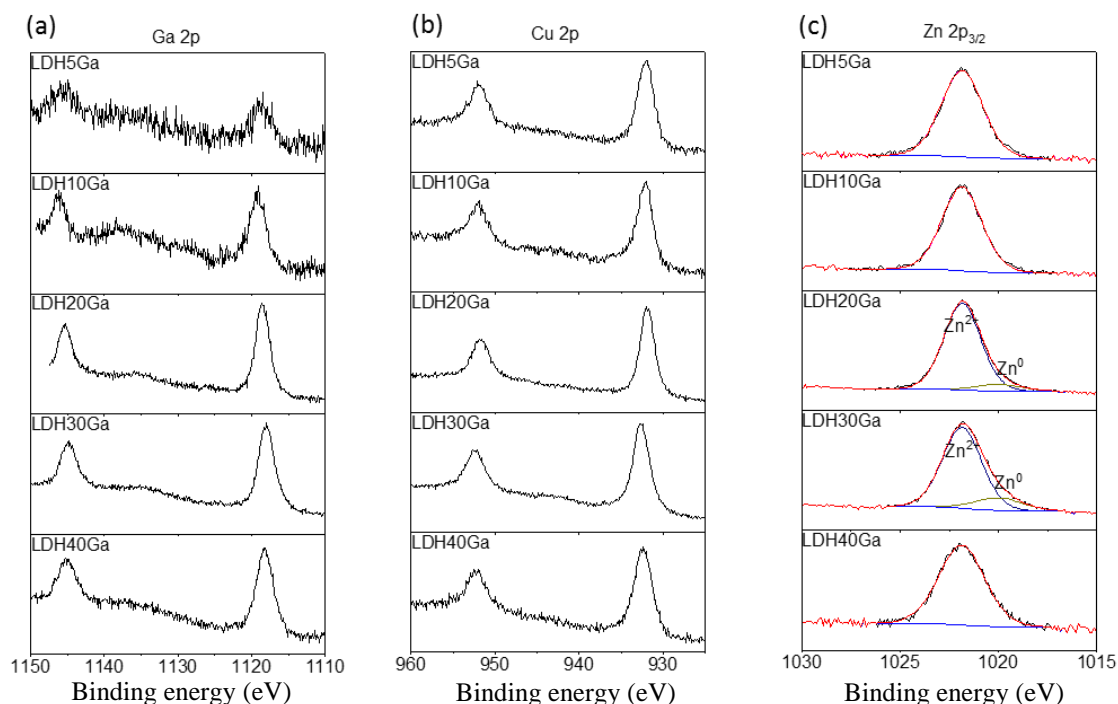 (a)
Ga 2p
LDH5Ga
LDH10Ga
LDH20Ga
LDH30Ga
LDH40Ga
1150 1140 1130 1120 1110
Binding energy (eV)
(b)
Cu 2p
LDH5Ga
LDH10Ga
LDH20Ga
LDH30Ga
LDH40Ga
960 950 940 930
Binding energy (eV)
(c)
Zn 2p3/2
LDH5Ga
LDH10Ga
LDH20Ga
Zn2+
Zn0
LDH30Ga
Zn2+
Zn0
LDH40Ga
1030 1025 1020 1015
Binding energy (eV)